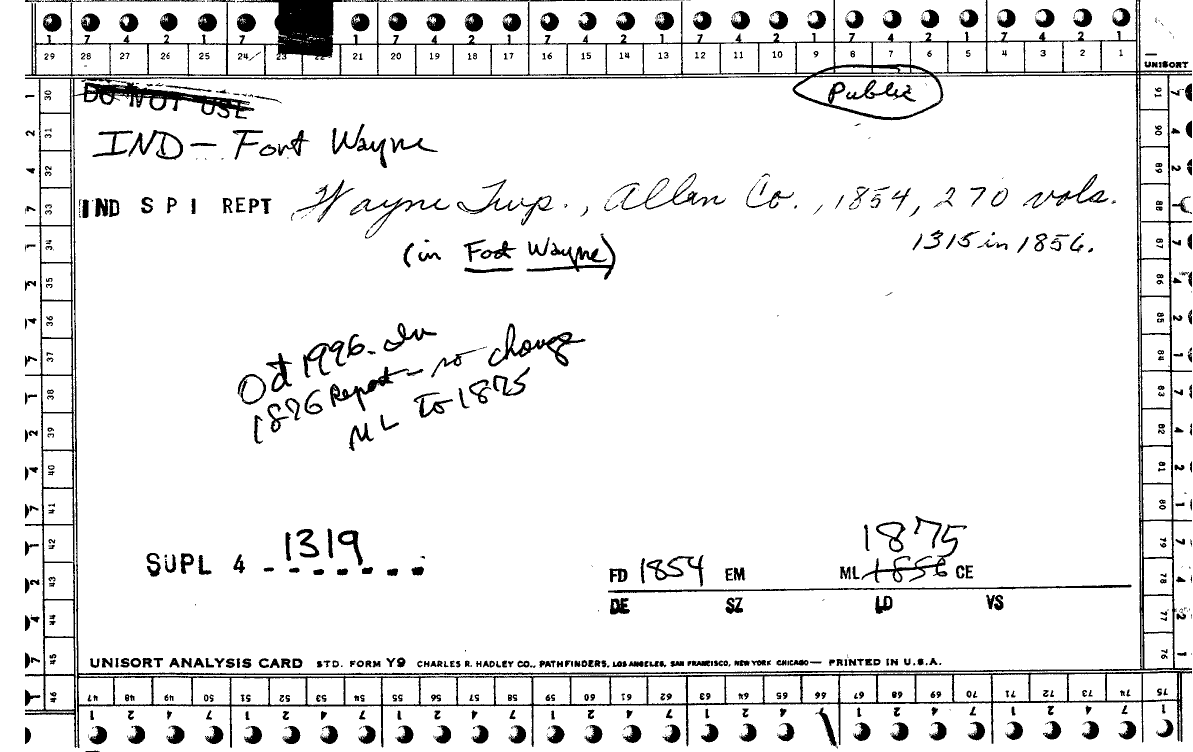 1 7 4 2 1 7 1 7 4 2 1 7 4 2 1 7 4 2 1 7 4 2 1 7 4 2 1
29 28 27 26 25 24 23 22 21 20 19 18 17 16 15 14 13 12 11 10 9 8 7 6 5 4 3 2 1
UNISORT
DO NOT USE
Public
IND - Fort Wayne
IND S P I REPT Wayne Twp., Allen Co., 1854, 270 vols.
1315 in 1856.
(in Fort Wayne)
Oct 1996. In
1876 Report - no change
ML To 1875
SUPL 4 - 1319
1875
FD 1854 EM ML 1856 CE
DE SZ LD VS
UNISORT ANALYSIS CARD STD. FORM Y9 CHARLES R. HADLEY CO., PATHFINDERS, LOS ANGELES, SAN FRANCISCO, NEW YORK CHICAGO — PRINTED IN U.S.A.
30 31 32 33 34 35 36 37 38 39 40 41 42 43 44 45 46
91 90 89 88 87 86 85 84 83 82 81 80 79 78 77 76
47 48 49 50 51 52 53 54 55 56 57 58 59 60 61 62 63 64 65 66 67 68 69 70 71 72 73 74 75